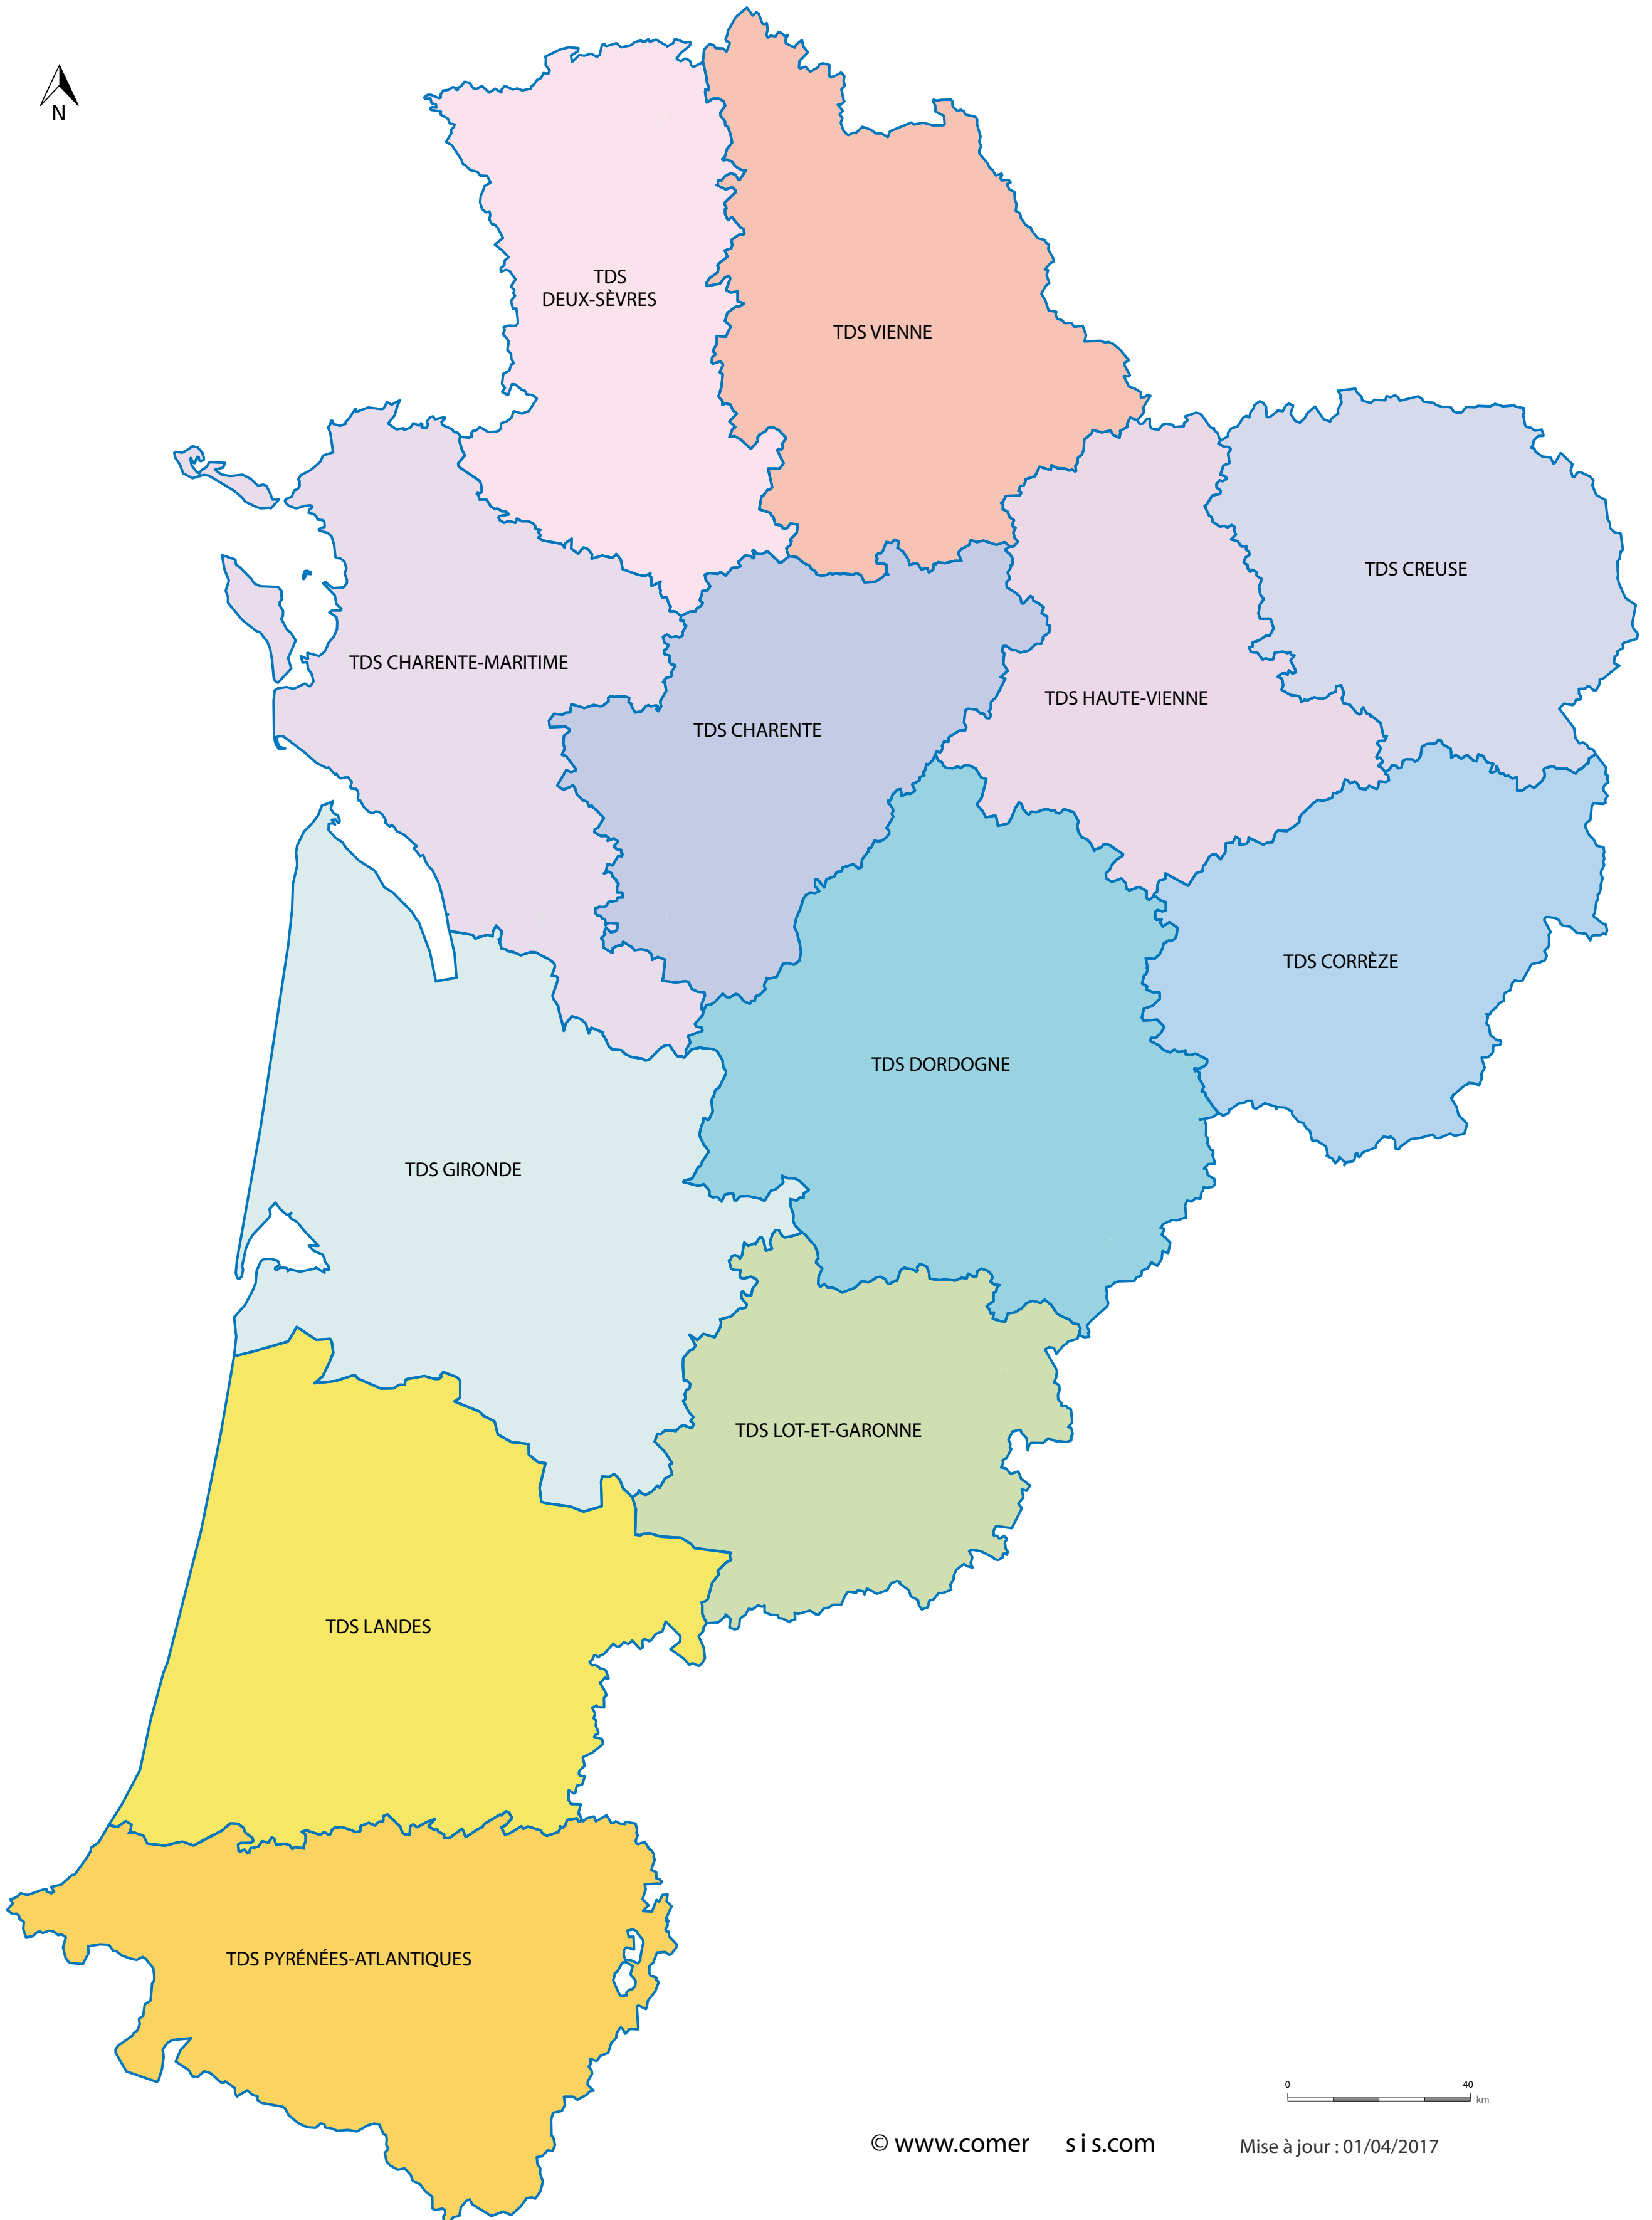 N
TDS
DEUX-SÈVRES
TDS VIENNE
TDS CREUSE
TDS CHARENTE-MARITIME
TDS HAUTE-VIENNE
TDS CHARENTE
TDS CORRÈZE
TDS DORDOGNE
TDS GIRONDE
TDS LOT-ET-GARONNE
TDS LANDES
TDS PYRÉNÉES-ATLANTIQUES
0 40
km
© www.comer sis.com
Mise à jour : 01/04/2017